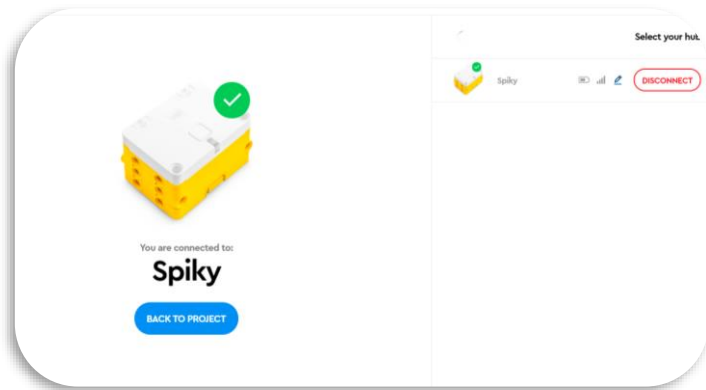 Select your hub
Spiky
DISCONNECT
You are connected to:
Spiky
BACK TO PROJECT